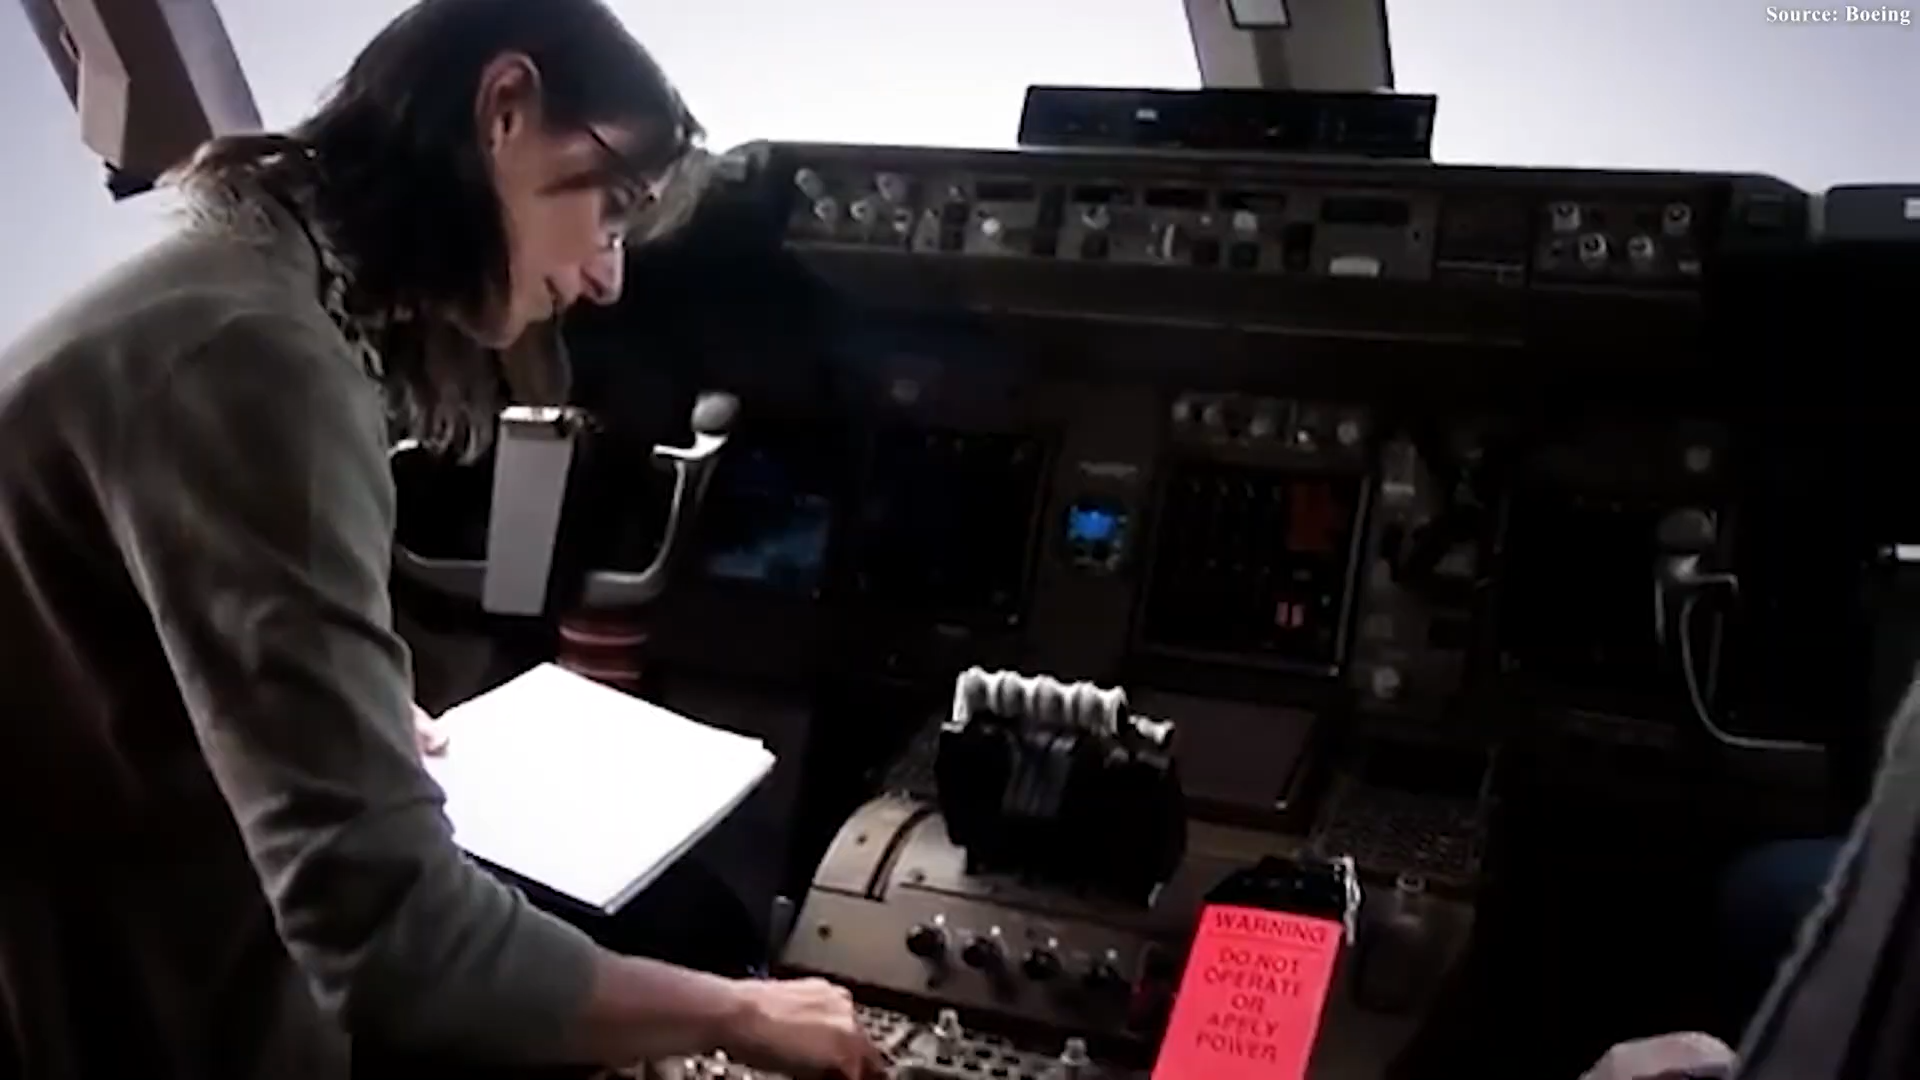 Source: Boeing
WARNING
DO NOT
OPERATE
OR
APPLY
POWER